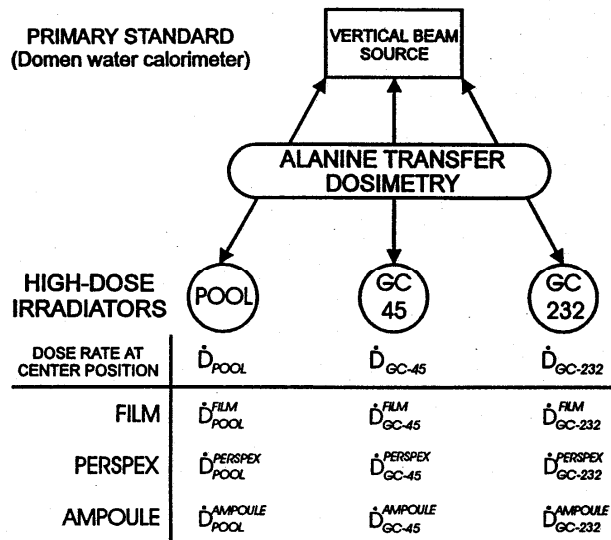 PRIMARY STANDARD
(Domen water calorimeter)
VERTICAL BEAM
SOURCE
ALANINE TRANSFER
DOSIMETRY
HIGH-DOSE
IRRADIATORS
POOL
GC
45
GC
232
DOSE RATE AT
CENTER POSITION
Ḋ_POOL Ḋ_GC-45 Ḋ_GC-232
FILM Ḋ^FILM_POOL Ḋ^FILM_GC-45 Ḋ^FILM_GC-232
PERSPEX Ḋ^PERSPEX_POOL Ḋ^PERSPEX_GC-45 Ḋ^PERSPEX_GC-232
AMPOULE Ḋ^AMPOULE_POOL Ḋ^AMPOULE_GC-45 Ḋ^AMPOULE_GC-232